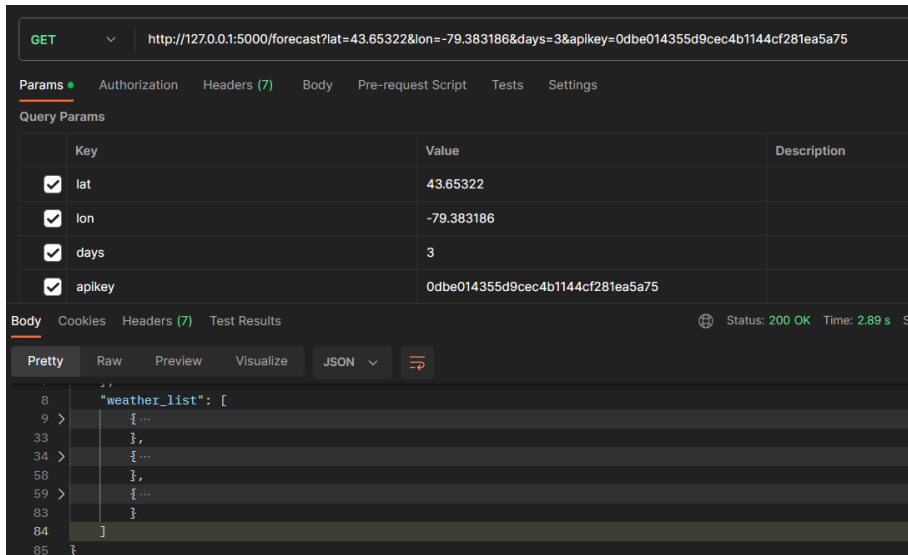 GET http://127.0.0.1:5000/forecast?lat=43.65322&lon=-79.383186&days=3&apikey=0dbe014355d9cec4b1144cf281ea5a75
Params Authorization Headers (7) Body Pre-request Script Tests Settings
Query Params
Key Value Description
lat 43.65322
lon -79.383186
days 3
apikey 0dbe014355d9cec4b1144cf281ea5a75
Body Cookies Headers (7) Test Results Status: 200 OK Time: 2.89 s S
Pretty Raw Preview Visualize JSON
8 "weather_list": [
9 > {...
33 },
34 > {...
58 },
59 > {...
83 }
84 ]
85 }